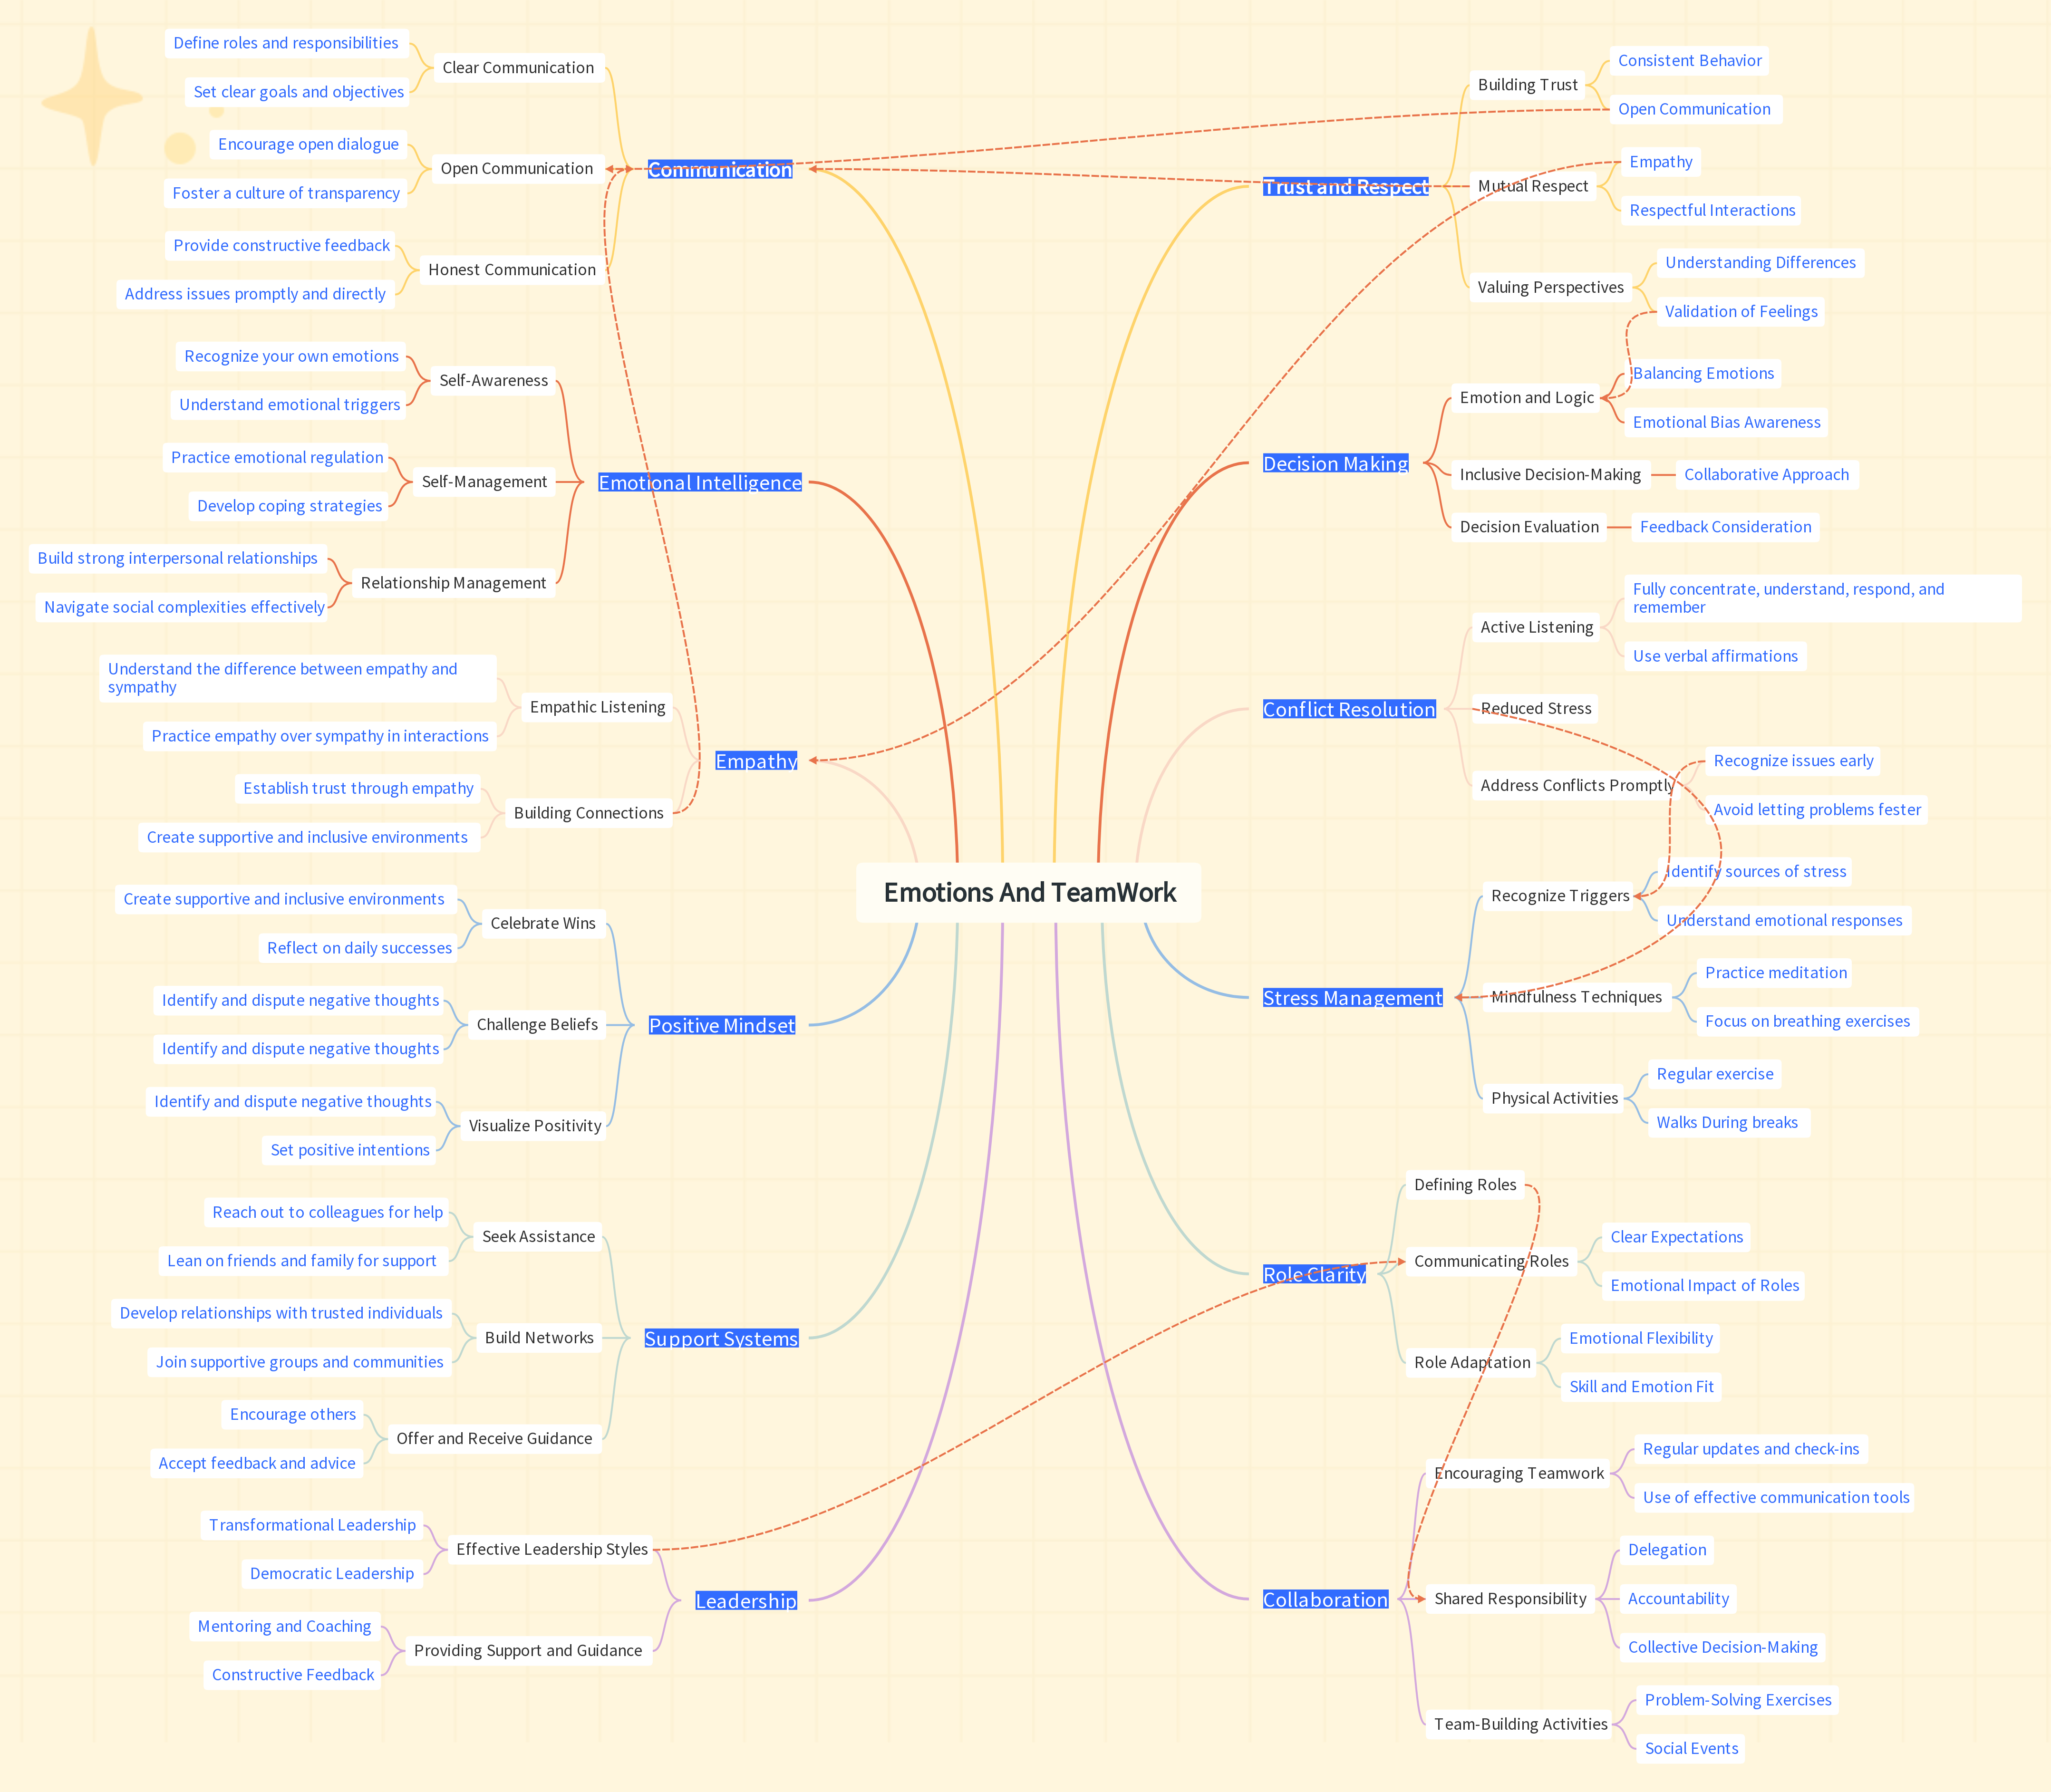 Emotions And TeamWork
Communication
Clear Communication
Define roles and responsibilities
Set clear goals and objectives
Open Communication
Encourage open dialogue
Foster a culture of transparency
Honest Communication
Provide constructive feedback
Address issues promptly and directly
Emotional Intelligence
Self-Awareness
Recognize your own emotions
Understand emotional triggers
Self-Management
Practice emotional regulation
Develop coping strategies
Relationship Management
Build strong interpersonal relationships
Navigate social complexities effectively
Empathy
Empathic Listening
Understand the difference between empathy and
sympathy
Practice empathy over sympathy in interactions
Building Connections
Establish trust through empathy
Create supportive and inclusive environments
Positive Mindset
Celebrate Wins
Create supportive and inclusive environments
Reflect on daily successes
Challenge Beliefs
Identify and dispute negative thoughts
Identify and dispute negative thoughts
Visualize Positivity
Identify and dispute negative thoughts
Set positive intentions
Support Systems
Seek Assistance
Reach out to colleagues for help
Lean on friends and family for support
Build Networks
Develop relationships with trusted individuals
Join supportive groups and communities
Offer and Receive Guidance
Encourage others
Accept feedback and advice
Leadership
Effective Leadership Styles
Transformational Leadership
Democratic Leadership
Providing Support and Guidance
Mentoring and Coaching
Constructive Feedback
Trust and Respect
Building Trust
Consistent Behavior
Open Communication
Mutual Respect
Empathy
Respectful Interactions
Valuing Perspectives
Understanding Differences
Validation of Feelings
Decision Making
Emotion and Logic
Balancing Emotions
Emotional Bias Awareness
Inclusive Decision-Making
Collaborative Approach
Decision Evaluation
Feedback Consideration
Conflict Resolution
Active Listening
Fully concentrate, understand, respond, and
remember
Use verbal affirmations
Reduced Stress
Address Conflicts Promptly
Recognize issues early
Avoid letting problems fester
Stress Management
Recognize Triggers
Identify sources of stress
Understand emotional responses
Mindfulness Techniques
Practice meditation
Focus on breathing exercises
Physical Activities
Regular exercise
Walks During breaks
Role Clarity
Defining Roles
Communicating Roles
Clear Expectations
Emotional Impact of Roles
Role Adaptation
Emotional Flexibility
Skill and Emotion Fit
Collaboration
Encouraging Teamwork
Regular updates and check-ins
Use of effective communication tools
Shared Responsibility
Delegation
Accountability
Collective Decision-Making
Team-Building Activities
Problem-Solving Exercises
Social Events